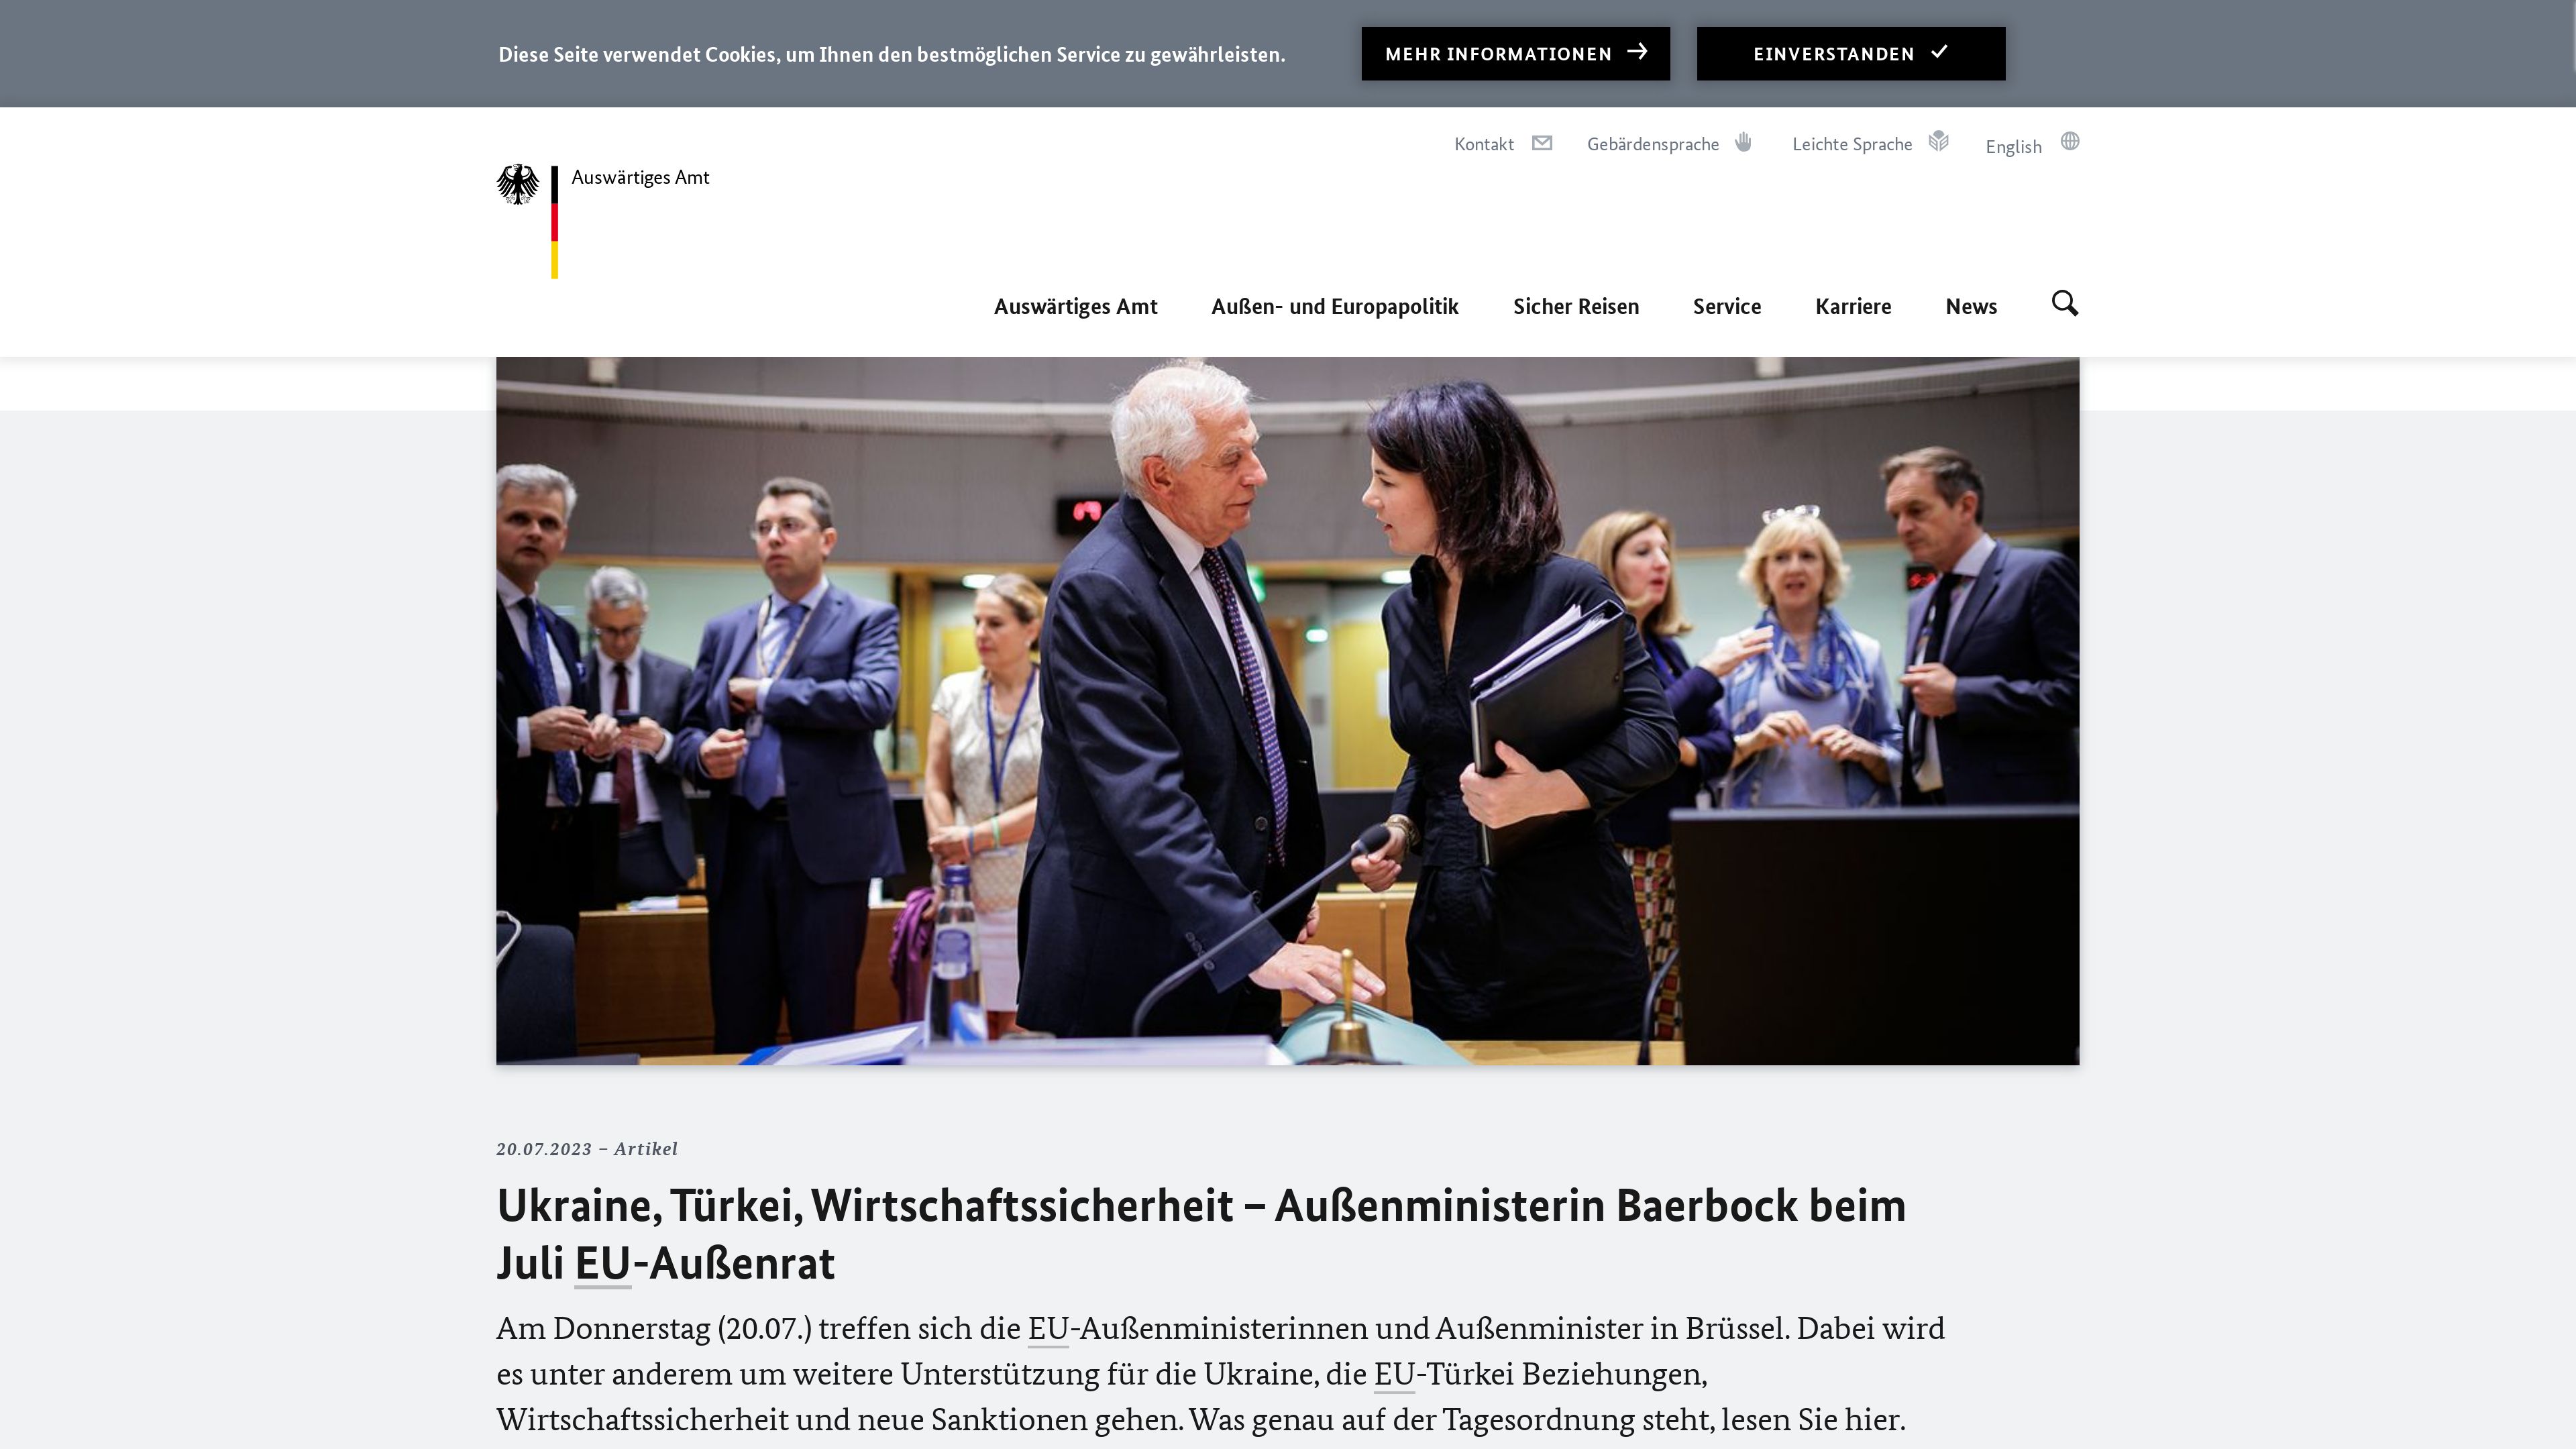 Diese Seite verwendet Cookies, um Ihnen den bestmöglichen Service zu gewährleisten.
MEHR INFORMATIONEN
EINVERSTANDEN
Kontakt
Gebärdensprache
Leichte Sprache
English
Auswärtiges Amt
Auswärtiges Amt
Außen- und Europapolitik
Sicher Reisen
Service
Karriere
News
20.07.2023 – Artikel
Ukraine, Türkei, Wirtschaftssicherheit – Außenministerin Baerbock beim
Juli EU-Außenrat
Am Donnerstag (20.07.) treffen sich die EU-Außenministerinnen und Außenminister in Brüssel. Dabei wird
es unter anderem um weitere Unterstützung für die Ukraine, die EU-Türkei Beziehungen,
Wirtschaftssicherheit und neue Sanktionen gehen. Was genau auf der Tagesordnung steht, lesen Sie hier.